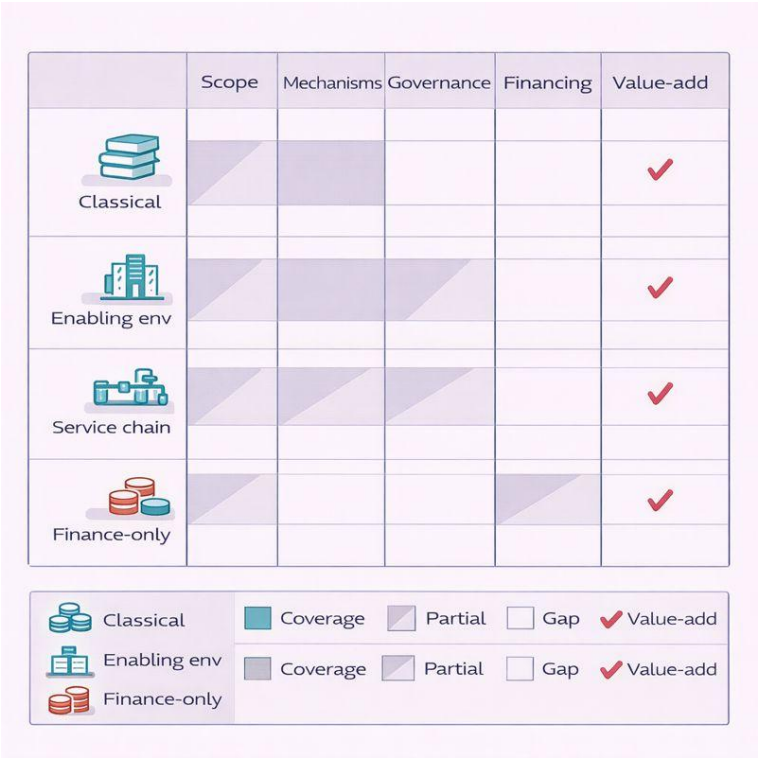 Scope Mechanisms Governance Financing Value-add
Classical
Enabling env
Service chain
Finance-only
Classical Coverage Partial Gap Value-add
Enabling env Coverage Partial Gap Value-add
Finance-only